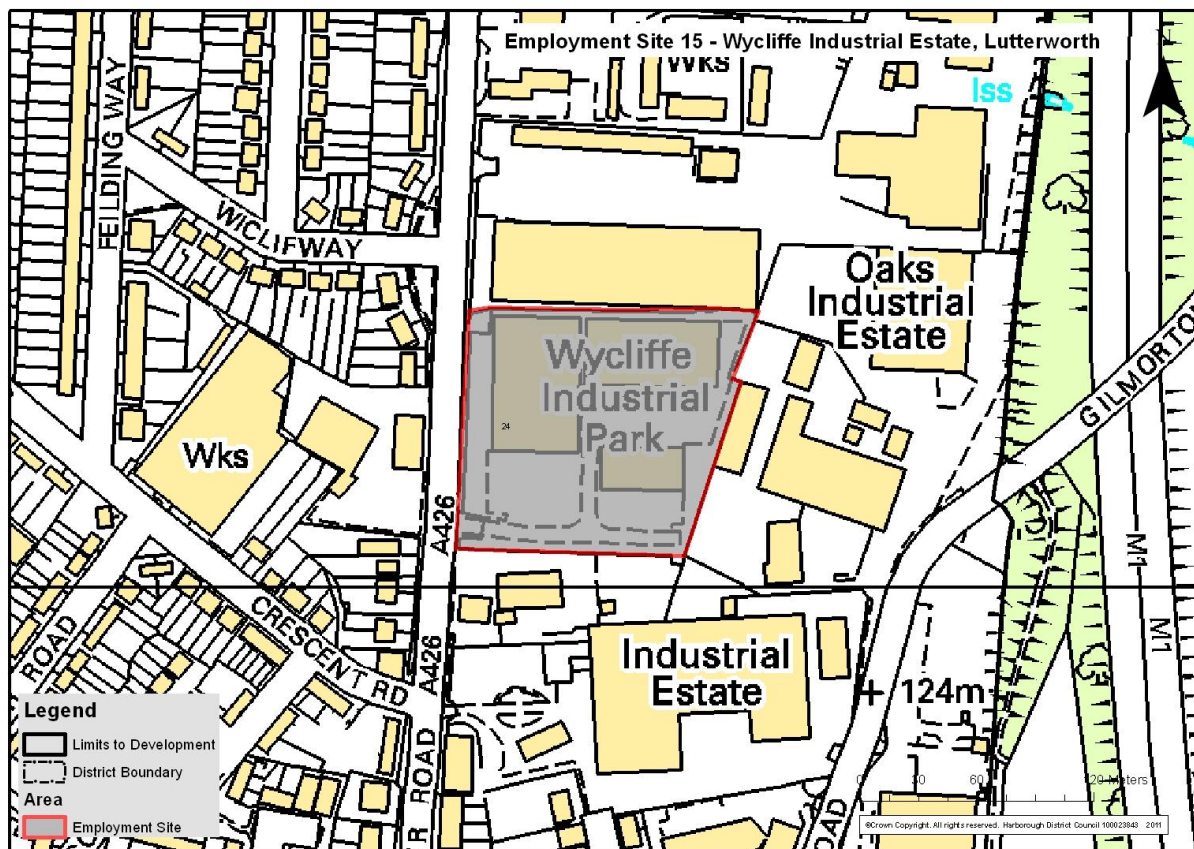 Employment Site 15 - Wycliffe Industrial Estate, Lutterworth
Wks
Iss
FEILDING WAY
WICLIFWAY
Oaks
Industrial
Estate
Wycliffe
Industrial
Park
24
GILMORTON
Wks
A426
M1
CRESCENT RD
A426
M1
Industrial
Estate
124m
ROAD
ROAD
ROAD
Legend
Limits to Development
District Boundary
Area
Employment Site
0 30 60 120 Meters
©Crown Copyright. All rights reserved. Harborough District Council 100023843 2011